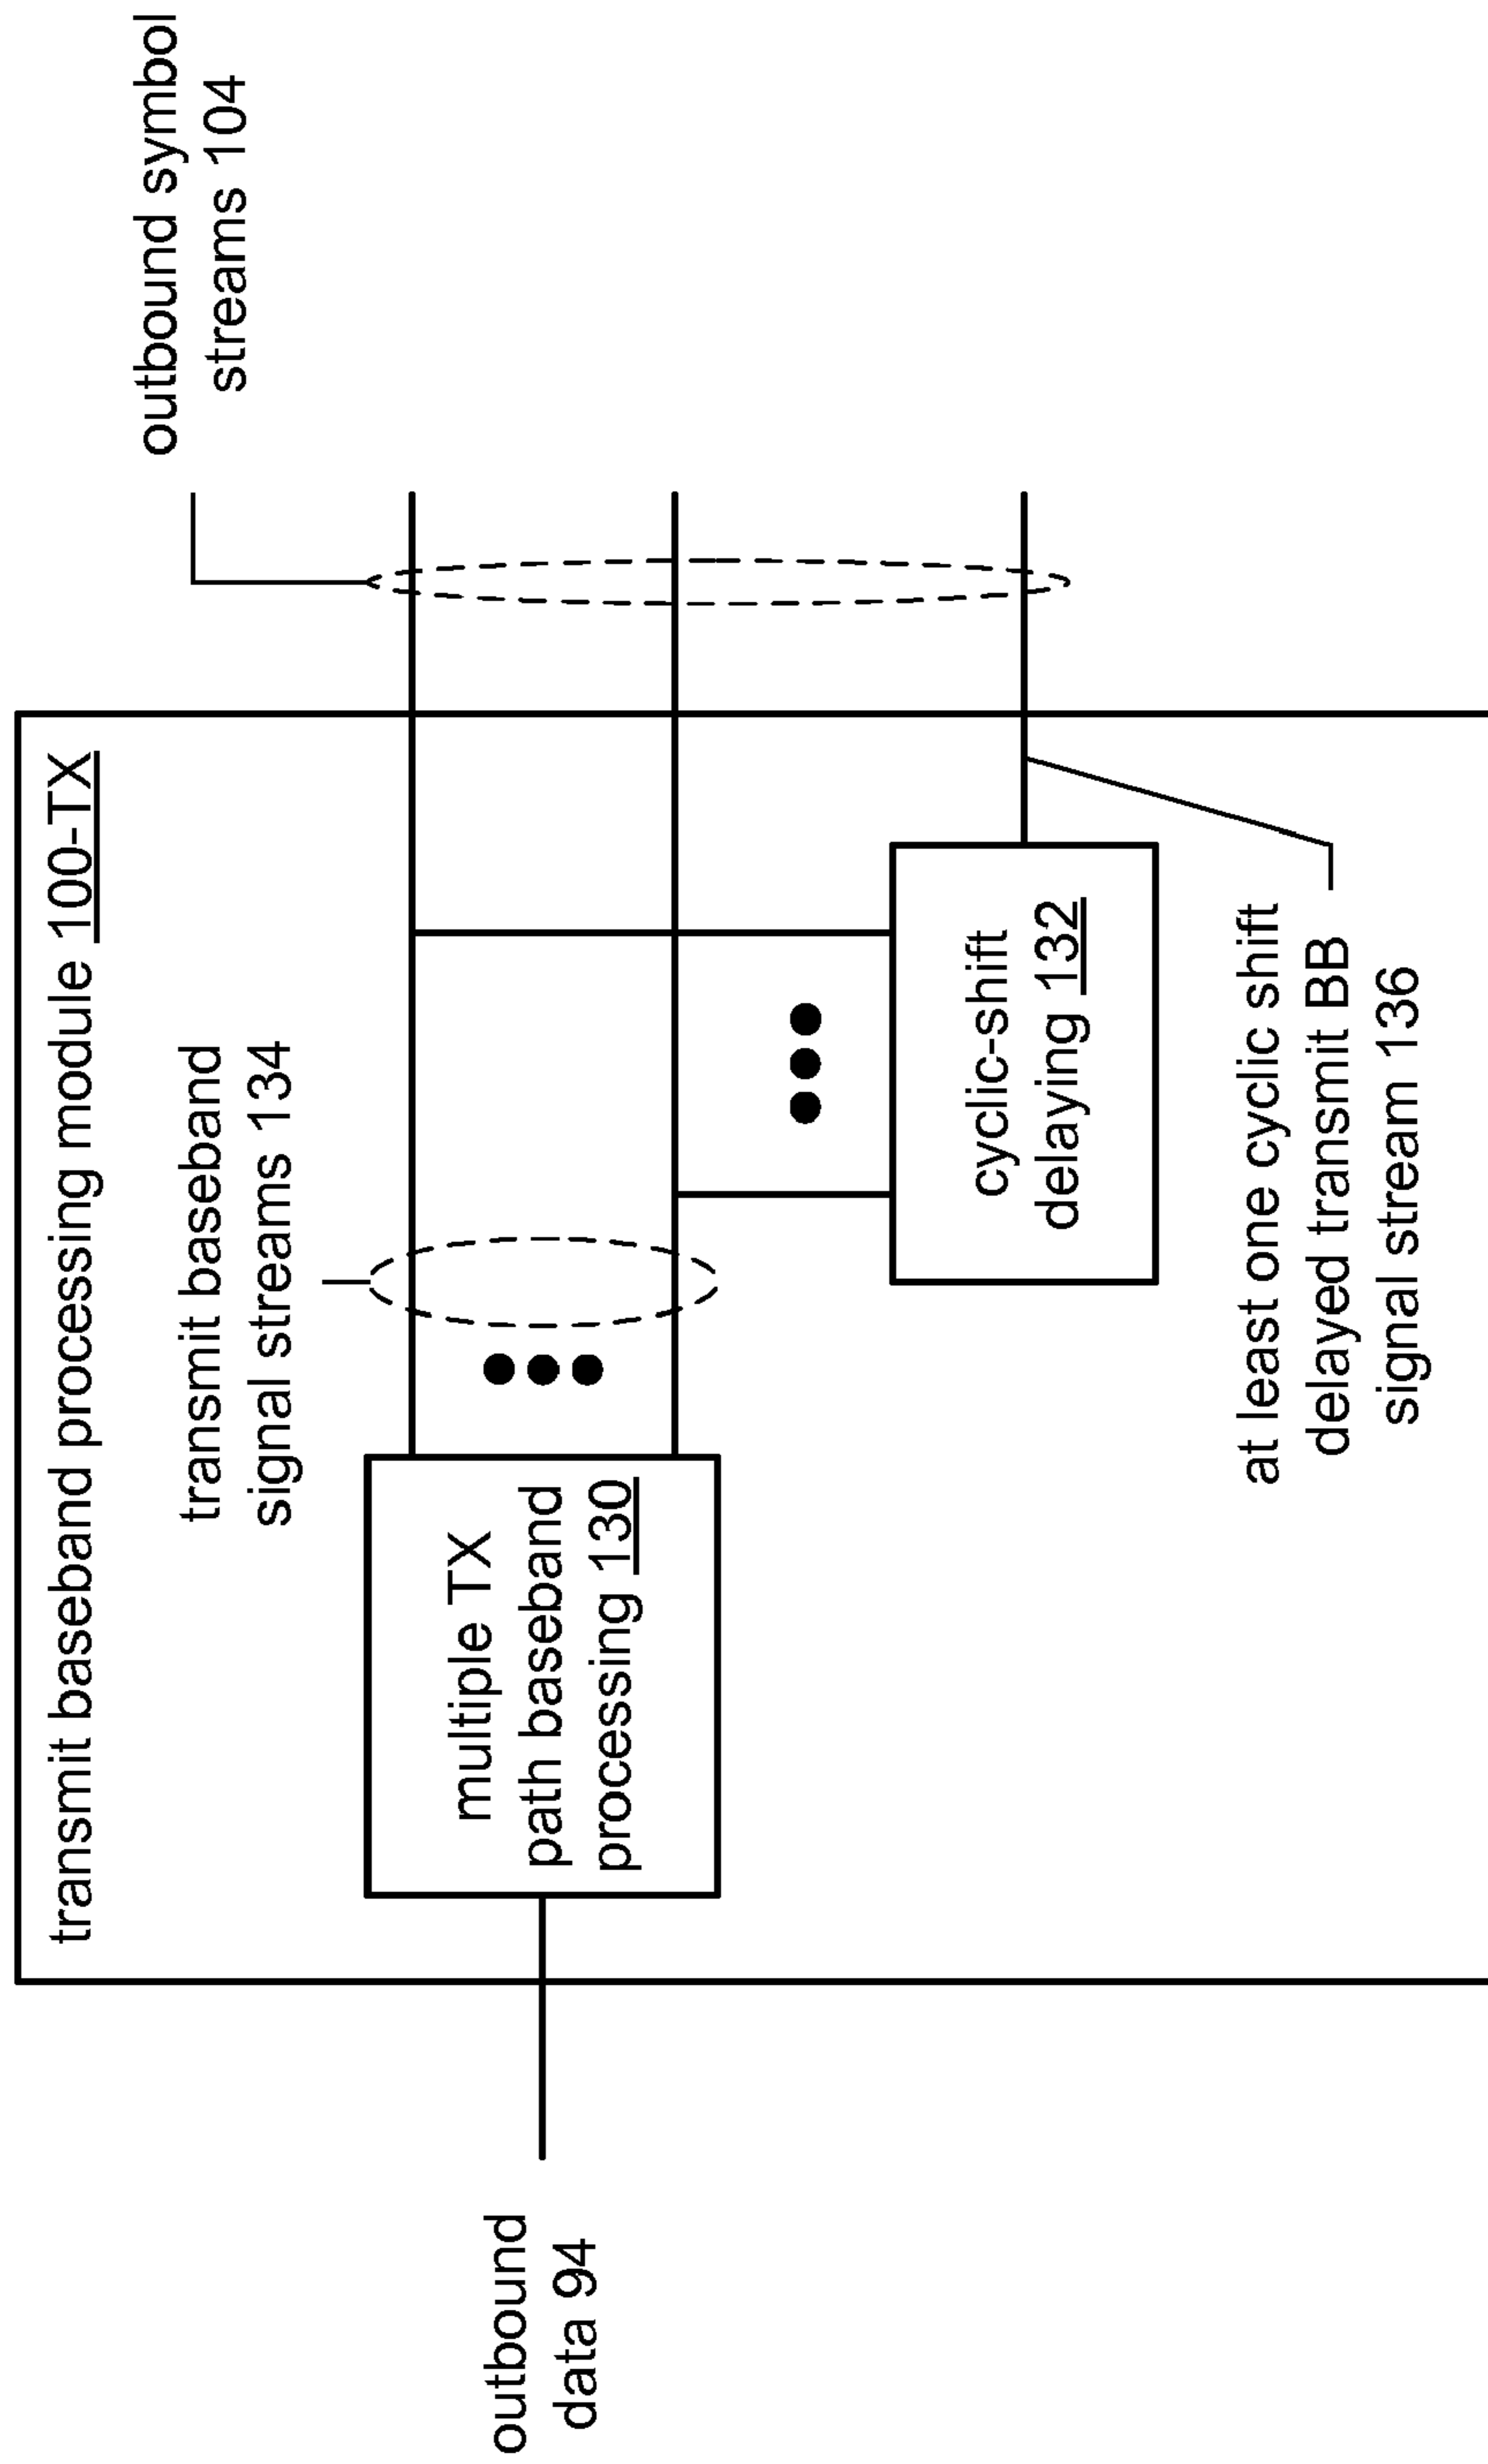 transmit baseband processing module 100-TX
outbound symbol
streams 104
transmit baseband
signal streams 134
outbound
data 94
multiple TX
path baseband
processing 130
cyclic-shift
delaying 132
at least one cyclic shift
delayed transmit BB
signal stream 136